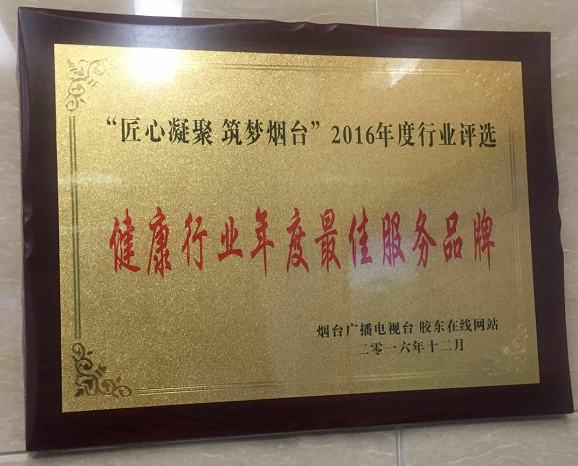 “匠心凝聚 筑梦烟台”2016年度行业评选
健康行业年度最佳服务品牌
烟台广播电视台 胶东在线网站
二零一六年十二月